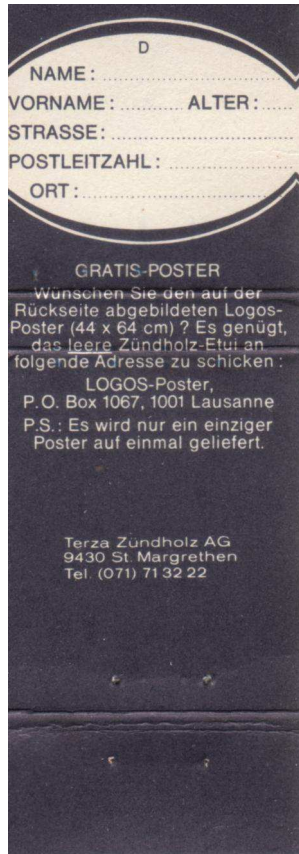 D
NAME : ..............................
VORNAME : ............ ALTER : ......
STRASSE : ...........................
POSTLEITZAHL : ......................
ORT : ...............................
GRATIS-POSTER
Wünschen Sie den auf der
Rückseite abgebildeten Logos-
Poster (44 x 64 cm) ? Es genügt,
das leere Zündholz-Etui an
folgende Adresse zu schicken :
LOGOS-Poster,
P.O. Box 1067, 1001 Lausanne
P.S. : Es wird nur ein einziger
Poster auf einmal geliefert.
Terza Zündholz AG
9430 St. Margrethen
Tel. (071) 71 32 22